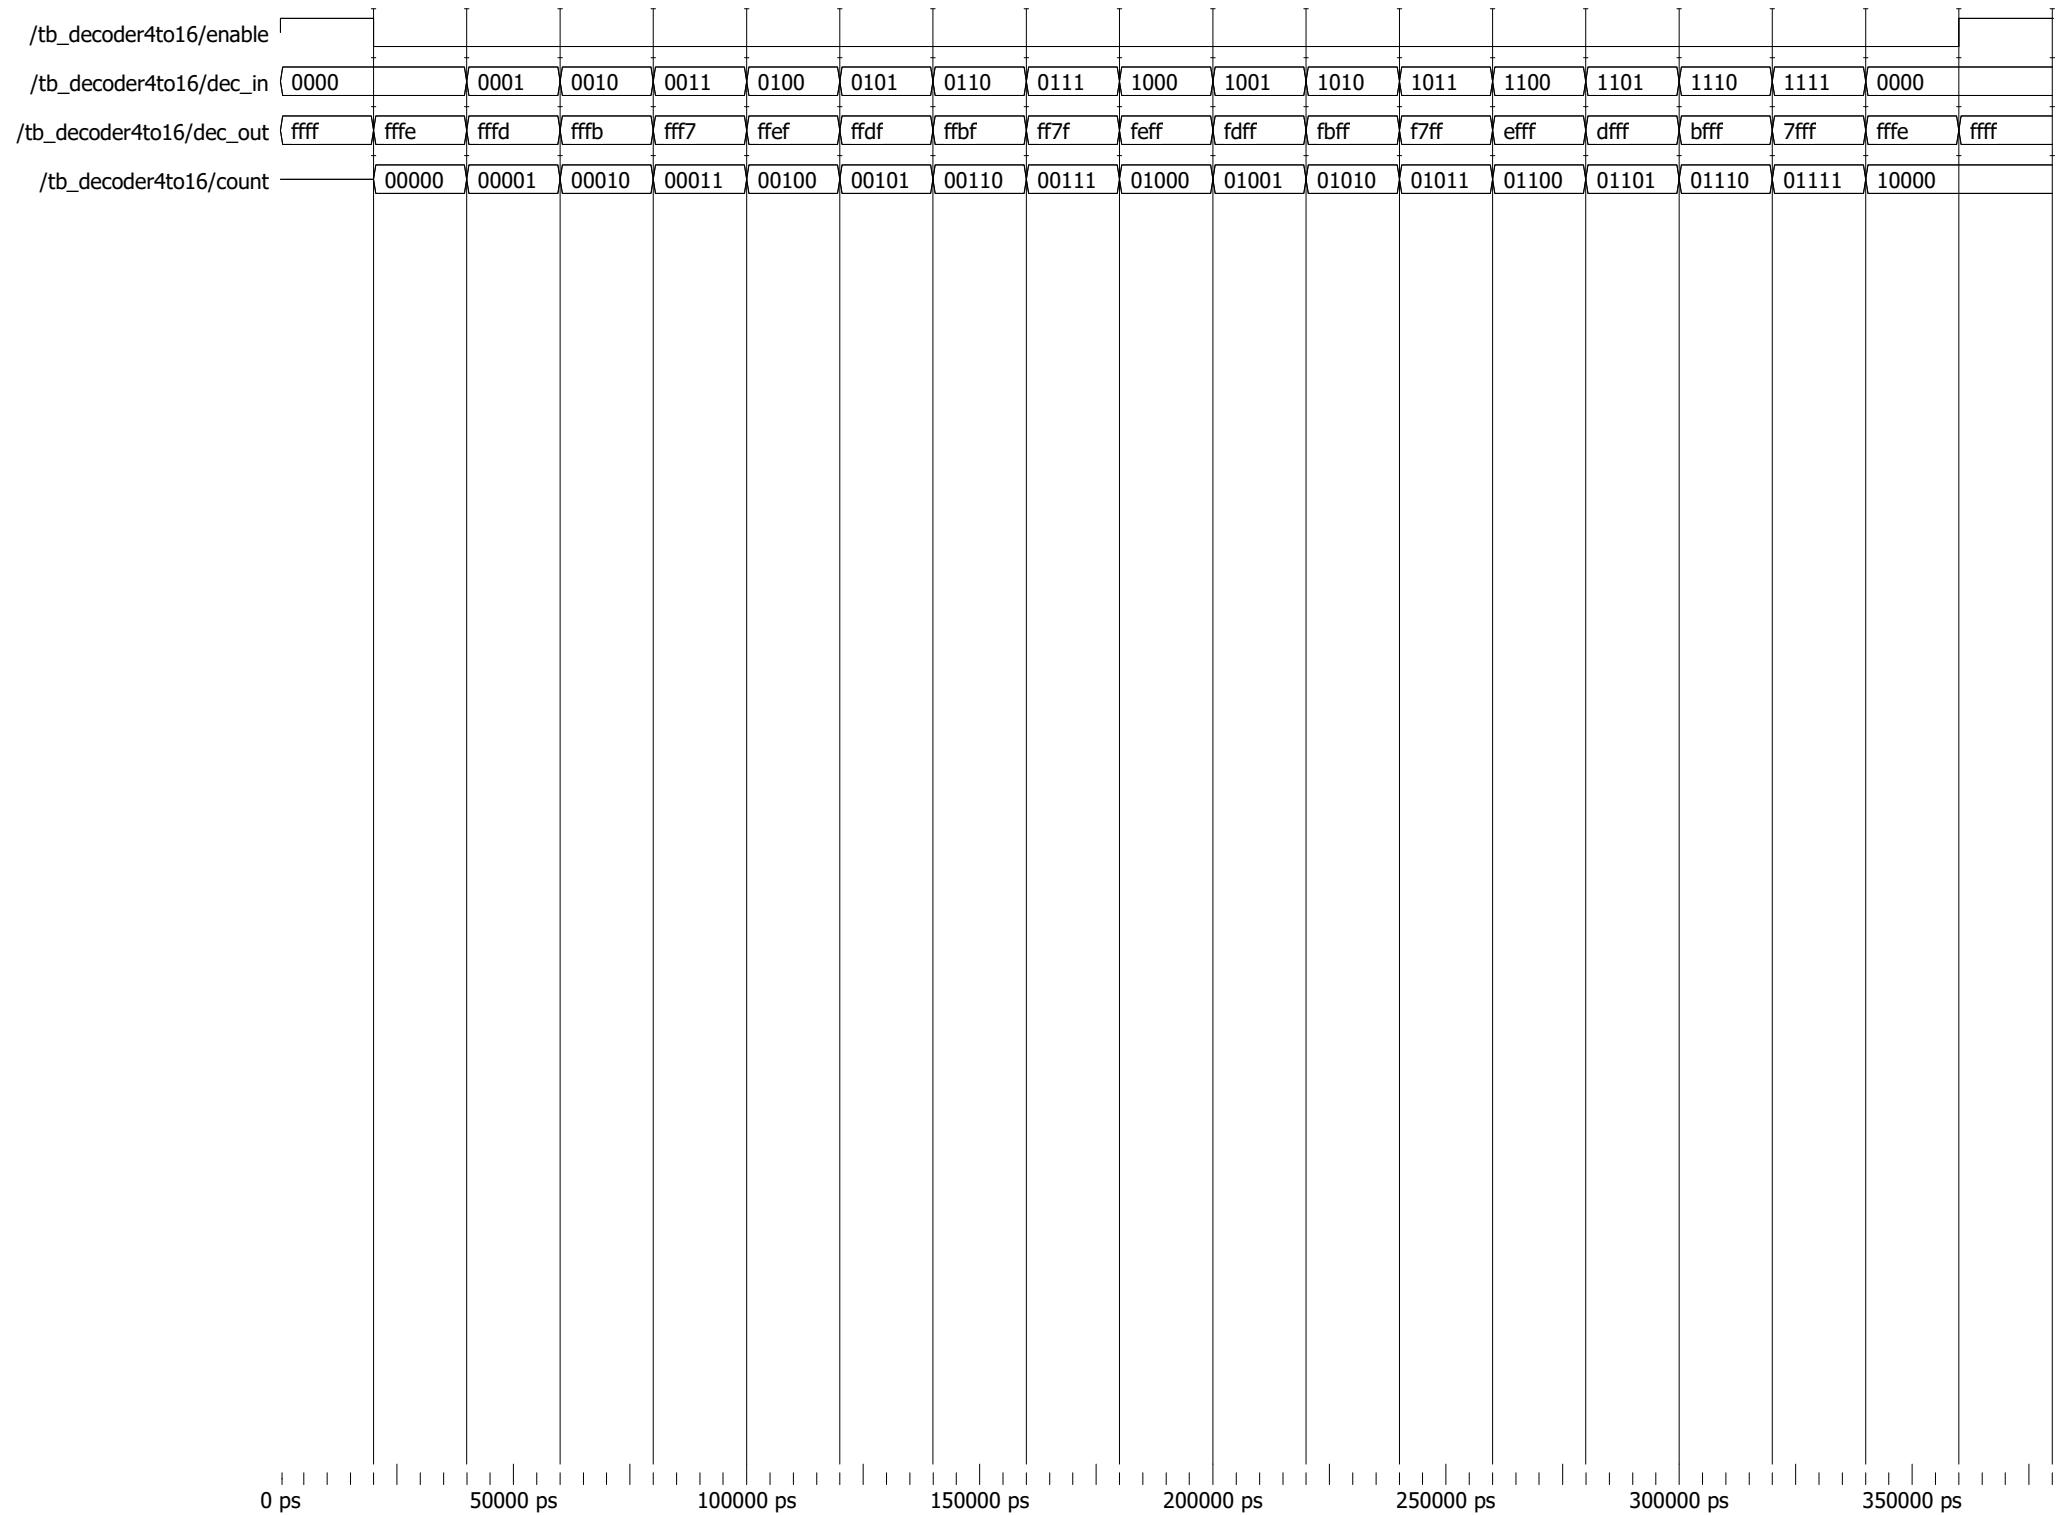 /tb_decoder4to16/enable
/tb_decoder4to16/dec_in 0000 0001 0010 0011 0100 0101 0110 0111 1000 1001 1010 1011 1100 1101 1110 1111 0000
/tb_decoder4to16/dec_out ffff fffe fffd fffb fff7 ffef ffdf ffbf ff7f feff fdff fbff f7ff efff dfff bfff 7fff fffe ffff
/tb_decoder4to16/count 00000 00001 00010 00011 00100 00101 00110 00111 01000 01001 01010 01011 01100 01101 01110 01111 10000
0 ps 50000 ps 100000 ps 150000 ps 200000 ps 250000 ps 300000 ps 350000 ps